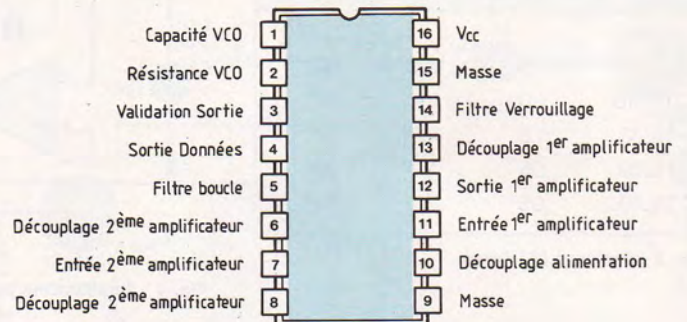 Capacité VCO 1 16 Vcc
Résistance VCO 2 15 Masse
Validation Sortie 3 14 Filtre Verrouillage
Sortie Données 4 13 Découplage 1er amplificateur
Filtre boucle 5 12 Sortie 1er amplificateur
Découplage 2ème amplificateur 6 11 Entrée 1er amplificateur
Entrée 2ème amplificateur 7 10 Découplage alimentation
Découplage 2ème amplificateur 8 9 Masse